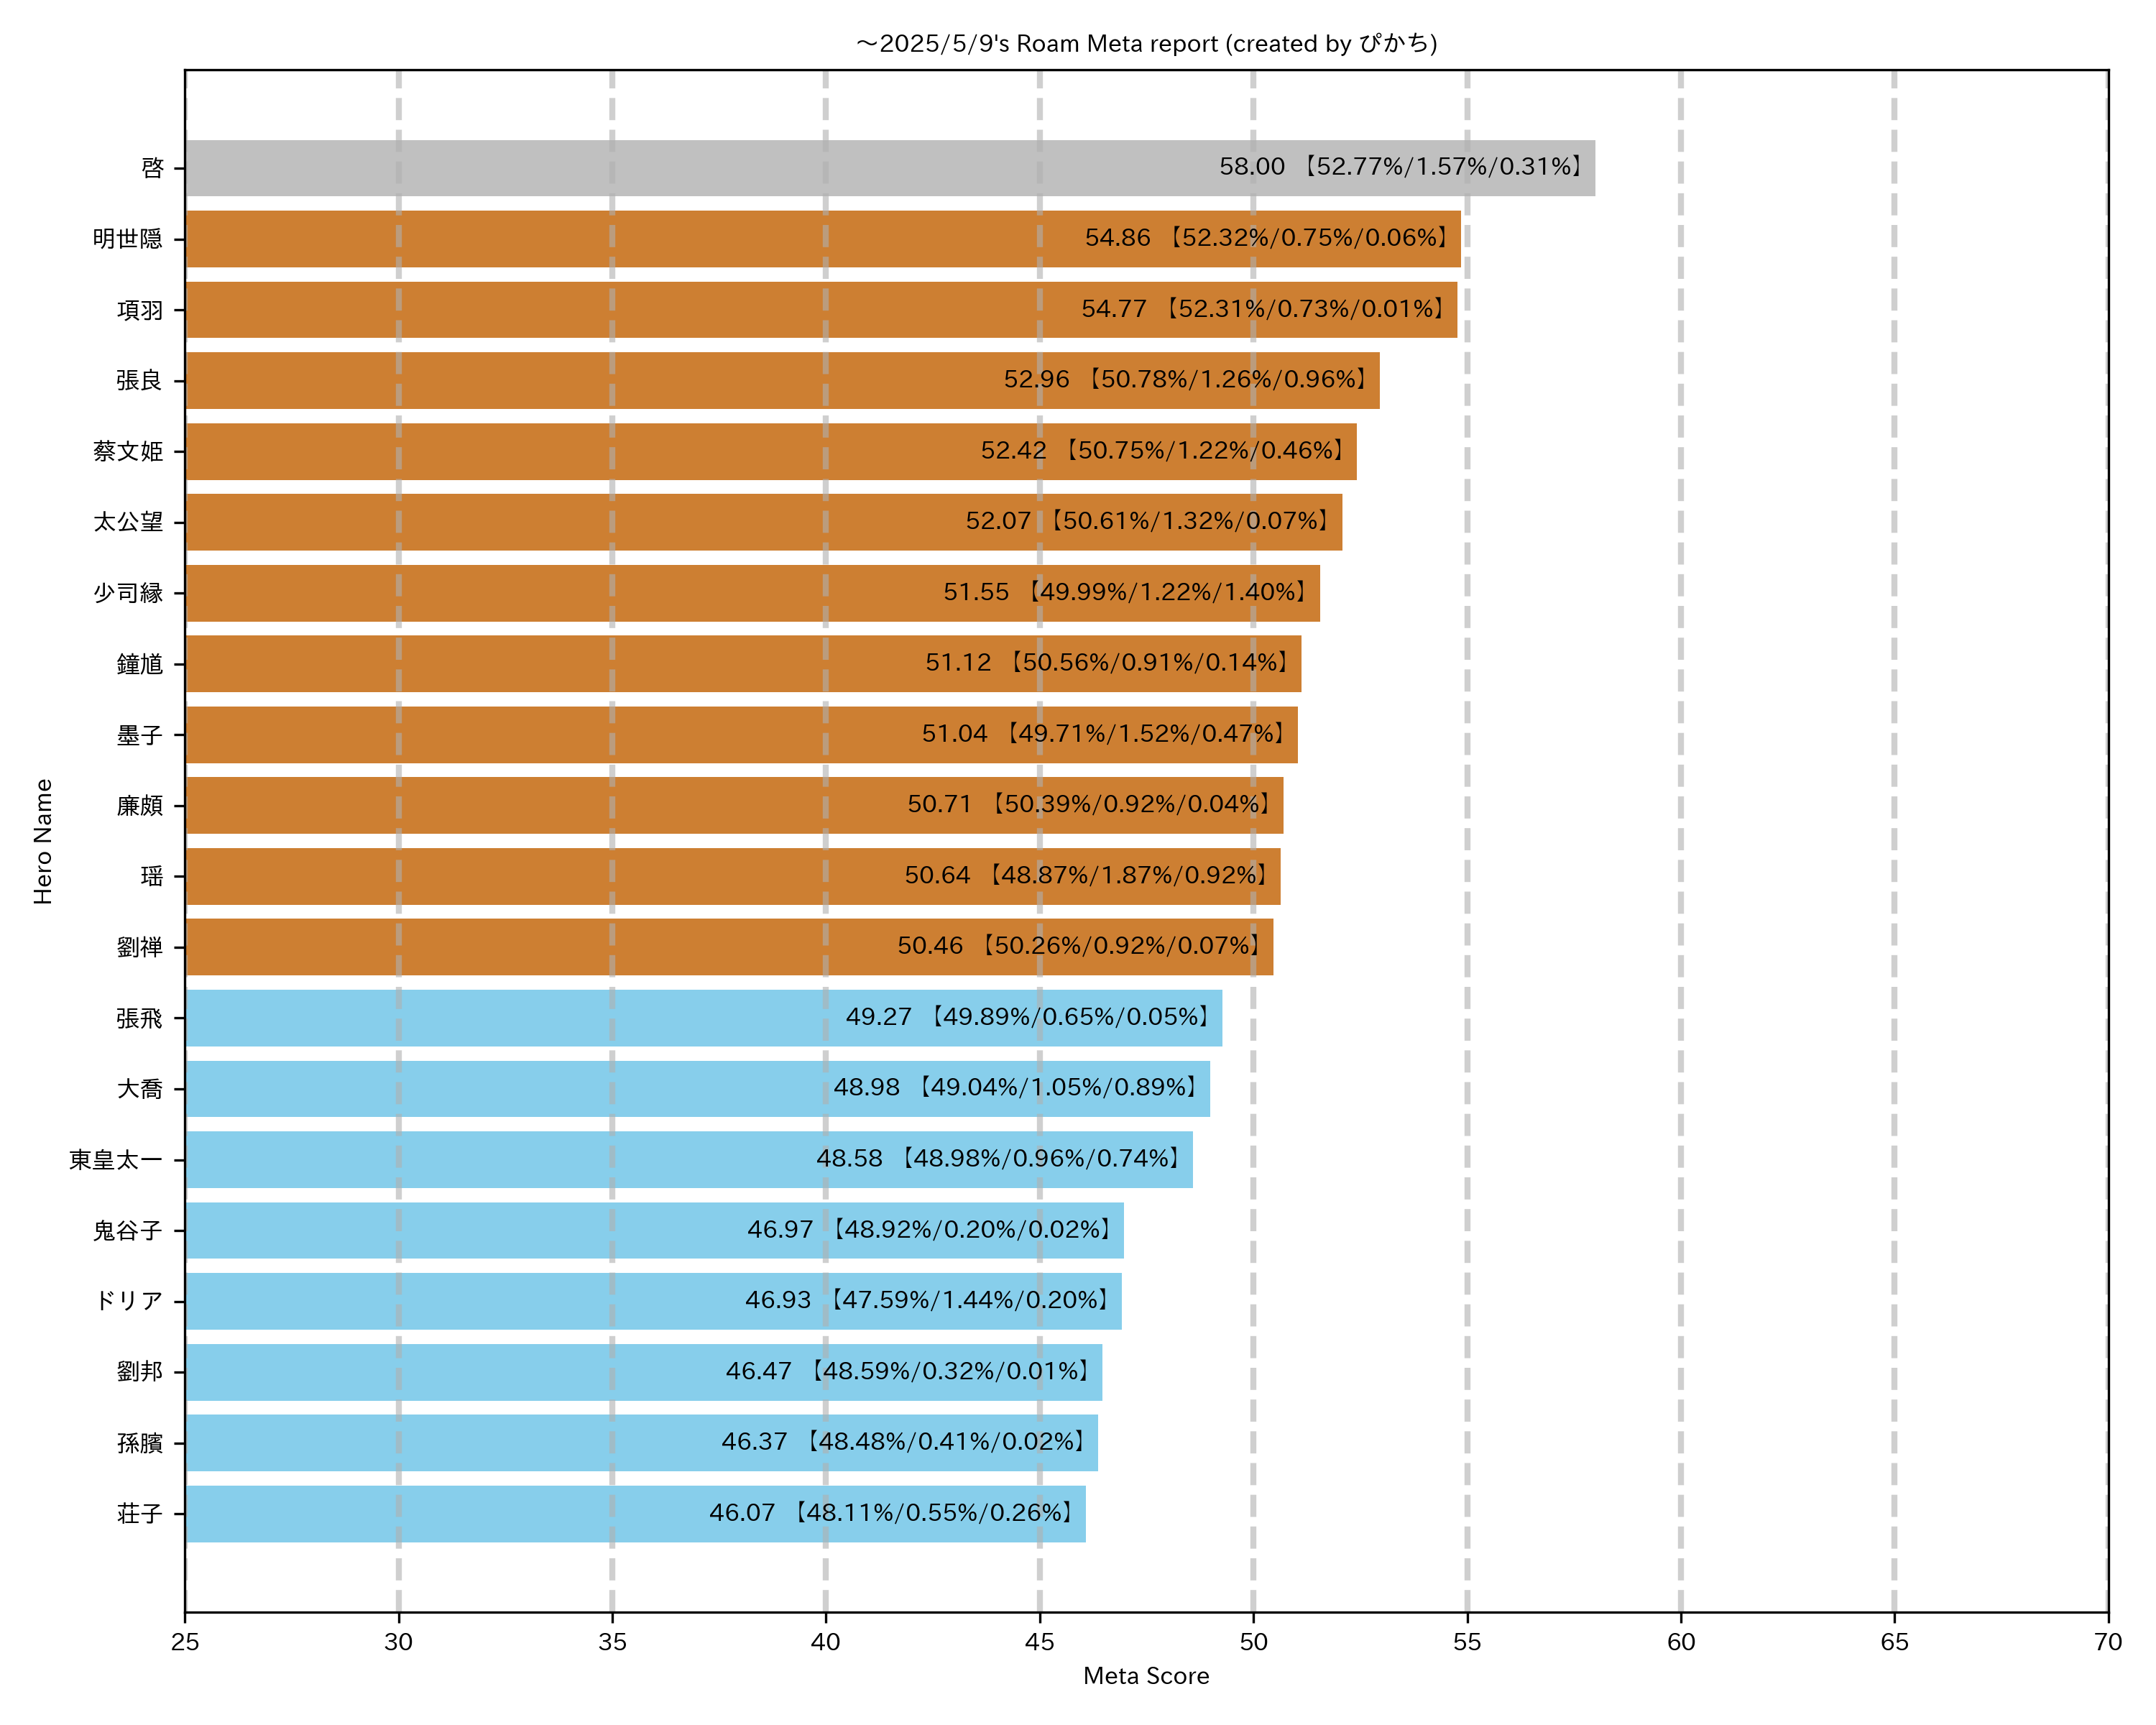 ～2025/5/9's Roam Meta report (created by ぴかち)
Hero Name
啓 58.00 【52.77%/1.57%/0.31%】
明世隠 54.86 【52.32%/0.75%/0.06%】
項羽 54.77 【52.31%/0.73%/0.01%】
張良 52.96 【50.78%/1.26%/0.96%】
蔡文姫 52.42 【50.75%/1.22%/0.46%】
太公望 52.07 【50.61%/1.32%/0.07%】
少司縁 51.55 【49.99%/1.22%/1.40%】
鐘馗 51.12 【50.56%/0.91%/0.14%】
墨子 51.04 【49.71%/1.52%/0.47%】
廉頗 50.71 【50.39%/0.92%/0.04%】
瑶 50.64 【48.87%/1.87%/0.92%】
劉禅 50.46 【50.26%/0.92%/0.07%】
張飛 49.27 【49.89%/0.65%/0.05%】
大喬 48.98 【49.04%/1.05%/0.89%】
東皇太一 48.58 【48.98%/0.96%/0.74%】
鬼谷子 46.97 【48.92%/0.20%/0.02%】
ドリア 46.93 【47.59%/1.44%/0.20%】
劉邦 46.47 【48.59%/0.32%/0.01%】
孫臏 46.37 【48.48%/0.41%/0.02%】
荘子 46.07 【48.11%/0.55%/0.26%】
25 30 35 40 45 50 55 60 65 70
Meta Score